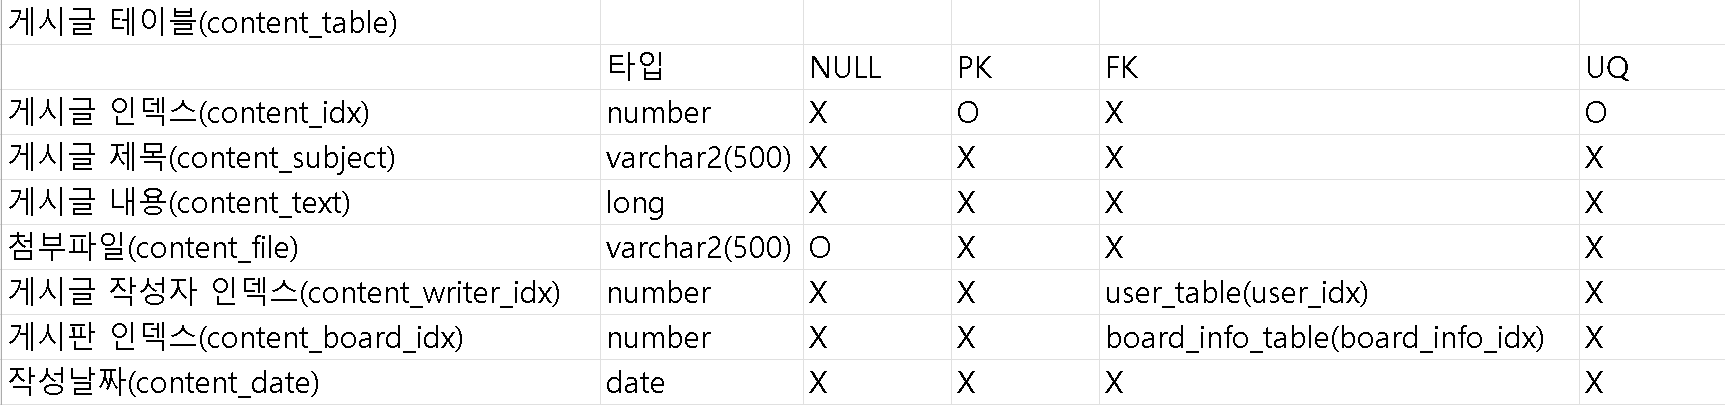 게시글 테이블(content_table)
타입 NULL PK FK UQ
게시글 인덱스(content_idx) number X O X O
게시글 제목(content_subject) varchar2(500) X X X X
게시글 내용(content_text) long X X X X
첨부파일(content_file) varchar2(500) O X X X
게시글 작성자 인덱스(content_writer_idx) number X X user_table(user_idx) X
게시판 인덱스(content_board_idx) number X X board_info_table(board_info_idx) X
작성날짜(content_date) date X X X X